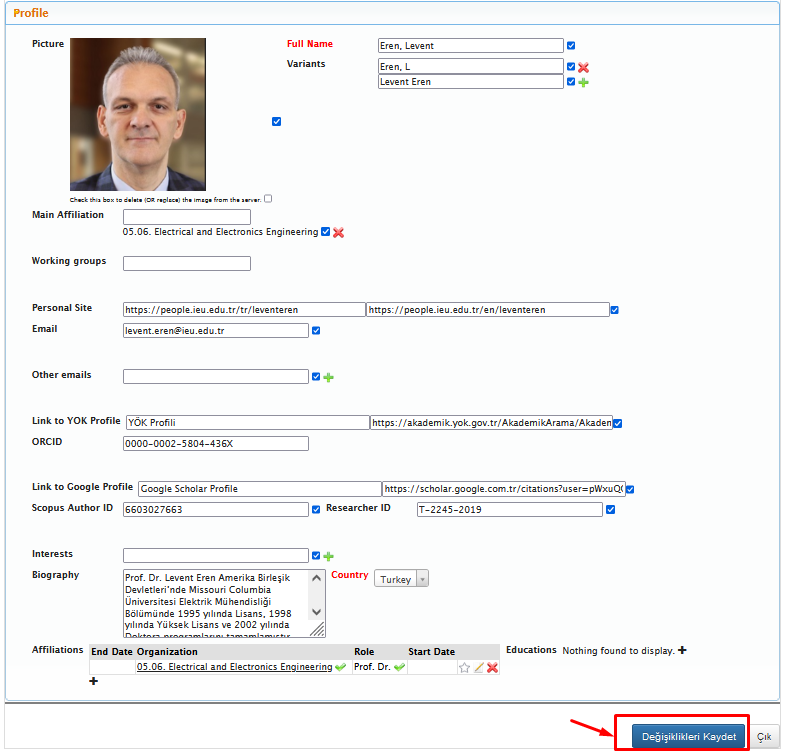 Profile
Picture
Full Name
Eren, Levent
Variants
Eren, L
Levent Eren
Check this box to delete (OR replace) the image from the server.
Main Affiliation
05.06. Electrical and Electronics Engineering
Working groups
Personal Site https://people.ieu.edu.tr/tr/leventeren https://people.ieu.edu.tr/en/leventeren
Email levent.eren@ieu.edu.tr
Other emails
Link to YOK Profile YÖK Profili https://akademik.yok.gov.tr/AkademikArama/Akaden
ORCID 0000-0002-5804-436X
Link to Google Profile Google Scholar Profile https://scholar.google.com.tr/citations?user=pWxuQ
Scopus Author ID 6603027663 Researcher ID T-2245-2019
Interests
Biography
Prof. Dr. Levent Eren Amerika Birleşik
Devletleri'nde Missouri Columbia
Üniversitesi Elektrik Mühendisliği
Bölümünde 1995 yılında Lisans, 1998
yılında Yüksek Lisans ve 2002 yılında
Doktora programlarını tamamlamıştır
Country Turkey
Affiliations
End Date Organization Role Start Date
05.06. Electrical and Electronics Engineering Prof. Dr.
Educations Nothing found to display.
Değişiklikleri Kaydet Çık